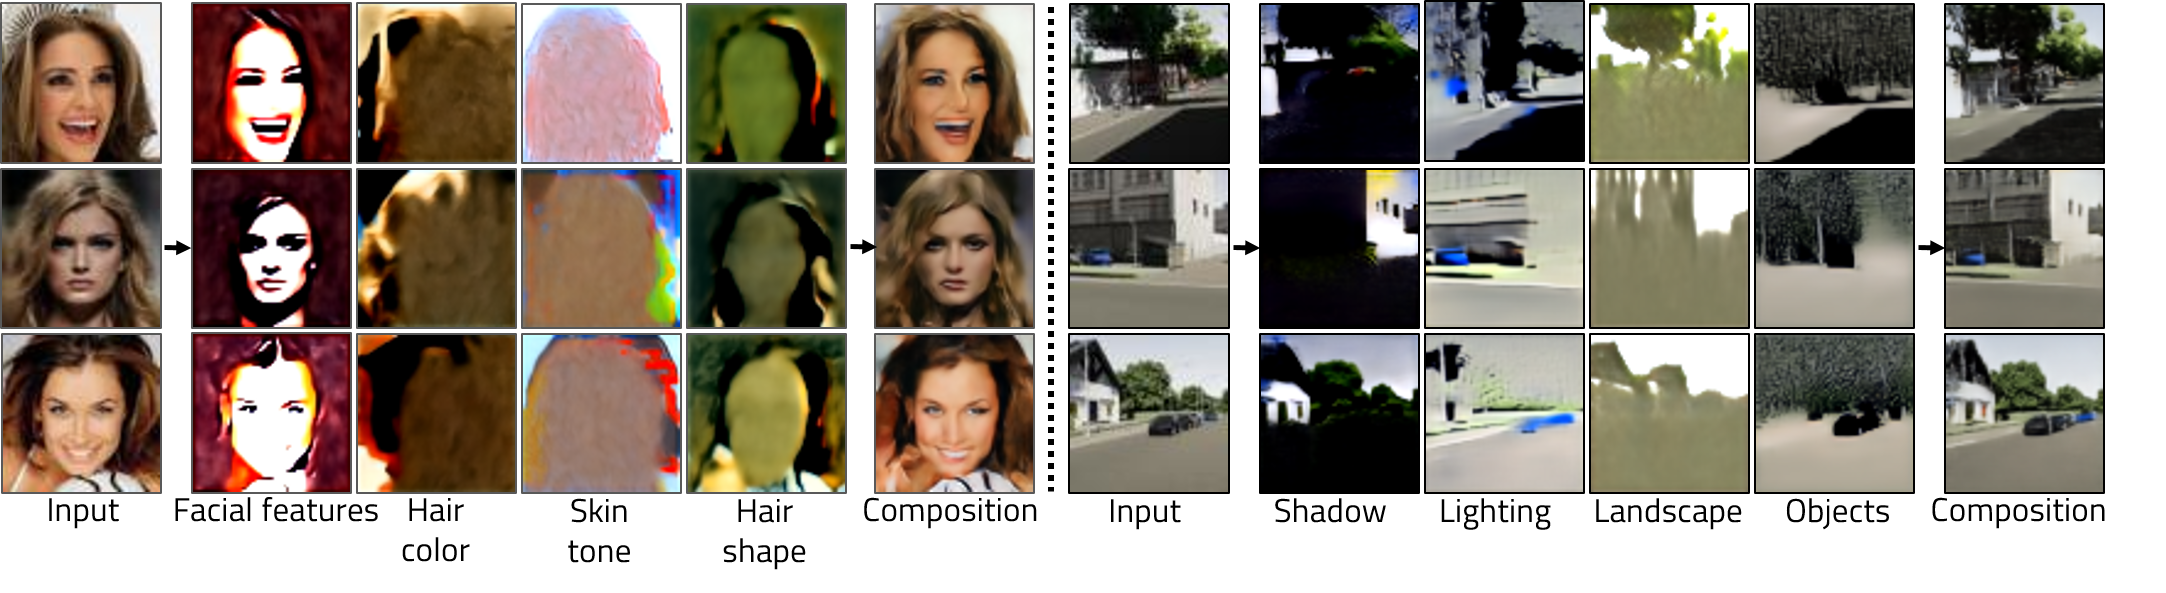 Input Facial features Hair color Skin tone Hair shape Composition Input Shadow Lighting Landscape Objects Composition